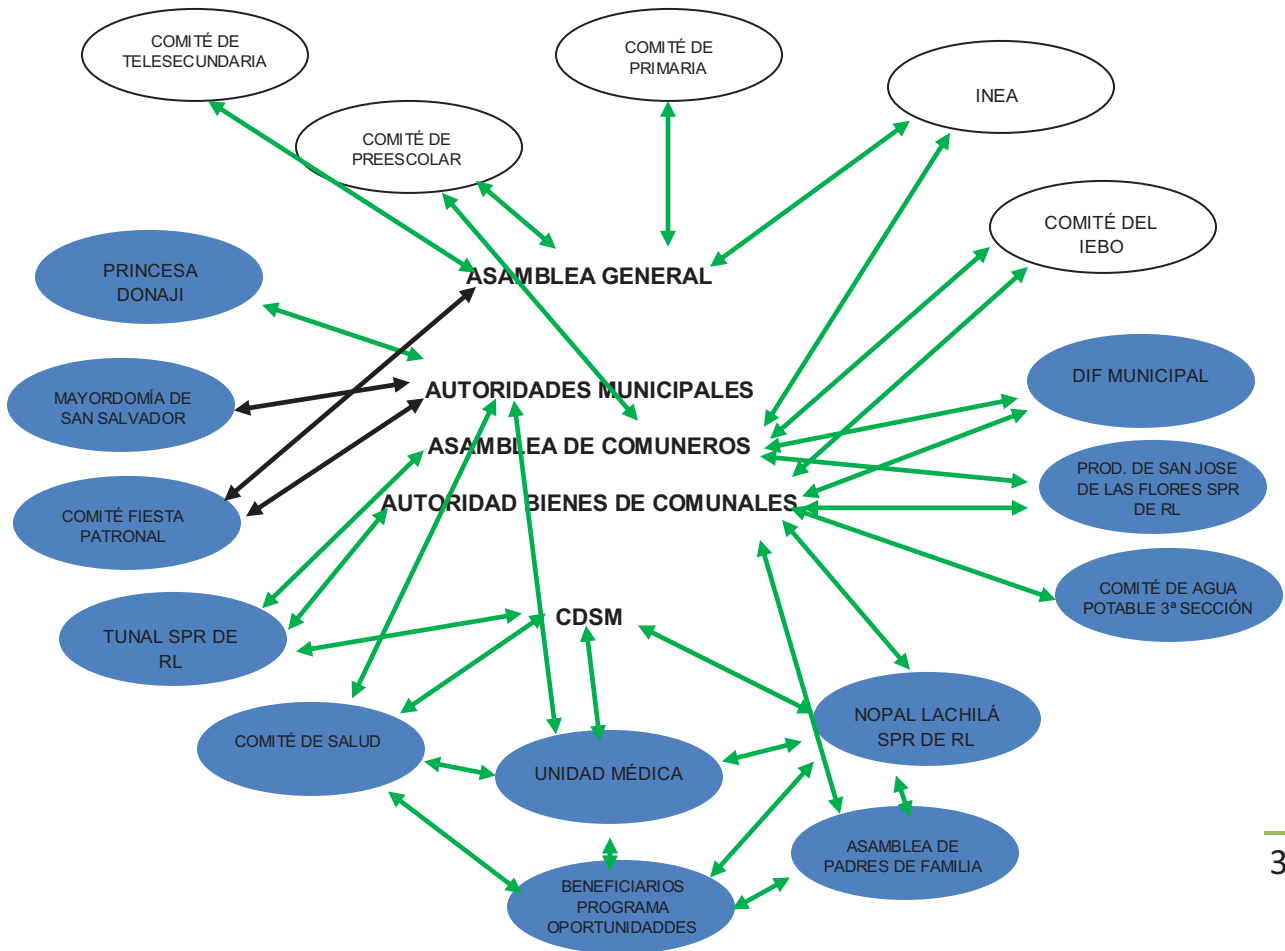 COMITÉ DE
TELESECUNDARIA
COMITÉ DE
PRIMARIA
INEA
COMITÉ DE
PREESCOLAR
COMITÉ DEL
IEBO
PRINCESA
DONAJI
ASAMBLEA GENERAL
DIF MUNICIPAL
MAYORDOMÍA DE
SAN SALVADOR
AUTORIDADES MUNICIPALES
ASAMBLEA DE COMUNEROS
PROD. DE SAN JOSE
DE LAS FLORES SPR
DE RL
AUTORIDAD BIENES DE COMUNALES
COMITÉ FIESTA
PATRONAL
COMITÉ DE AGUA
POTABLE 3ª SECCIÓN
CDSM
TUNAL SPR DE
RL
NOPAL LACHILÁ
SPR DE RL
COMITÉ DE SALUD
UNIDAD MÉDICA
ASAMBLEA DE
PADRES DE FAMILIA
3
BENEFICIARIOS
PROGRAMA
OPORTUNIDADDES